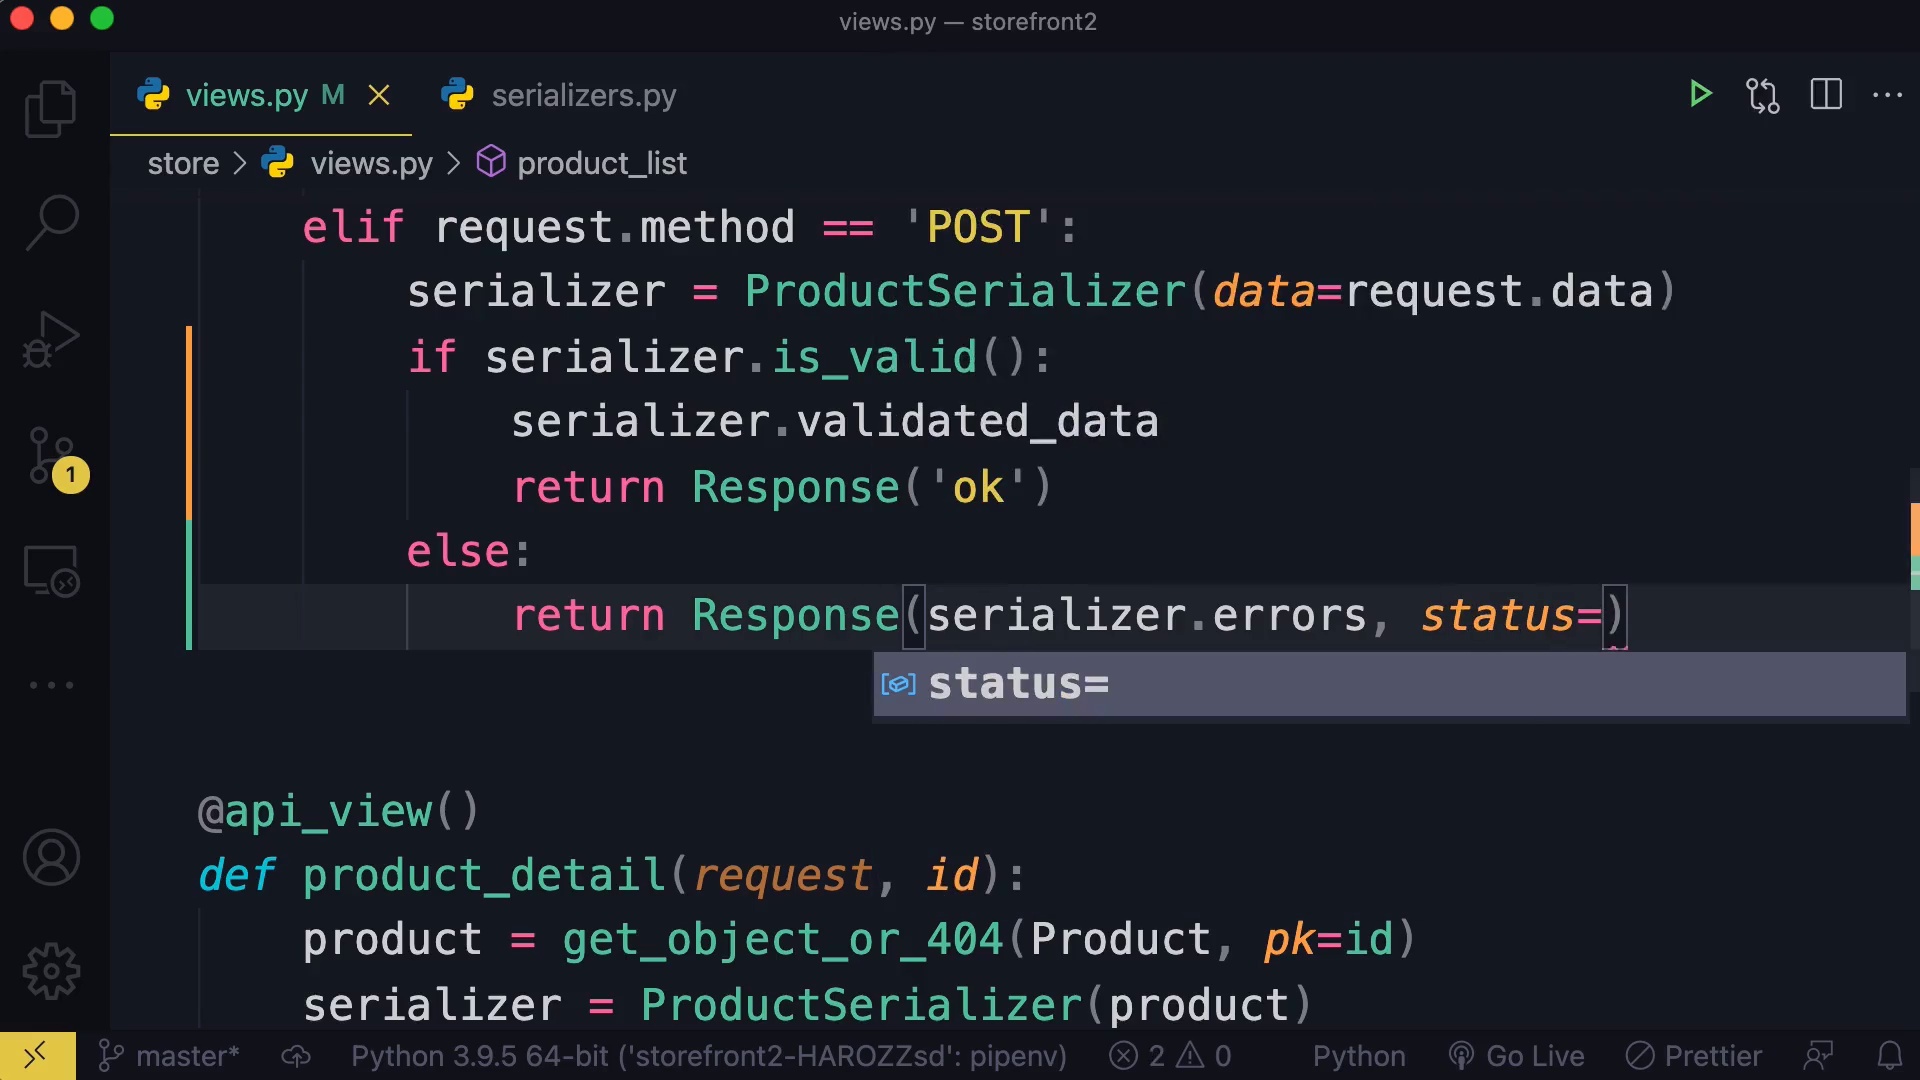 views.py — storefront2
views.py M serializers.py
store > views.py > product_list
elif request.method == 'POST':
serializer = ProductSerializer(data=request.data)
if serializer.is_valid():
serializer.validated_data
return Response('ok')
1
else:
return Response(serializer.errors, status=)
status=
@api_view()
def product_detail(request, id):
product = get_object_or_404(Product, pk=id)
serializer = ProductSerializer(product)
master* Python 3.9.5 64-bit ('storefront2-HAROZZsd': pipenv) 2 0 Python Go Live Prettier